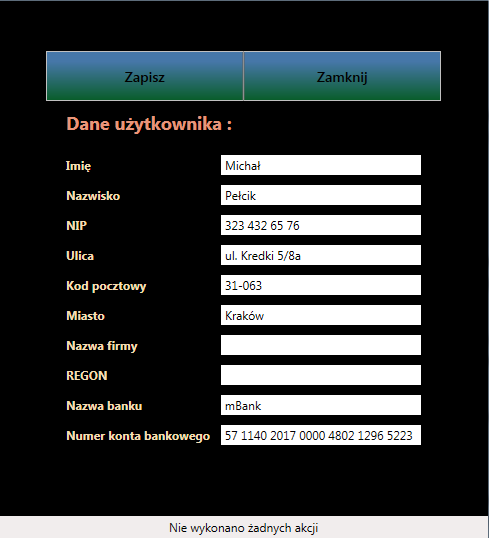 Zapisz Zamknij
Dane użytkownika :
Imię Michał
Nazwisko Pełcik
NIP 323 432 65 76
Ulica ul. Kredki 5/8a
Kod pocztowy 31-063
Miasto Kraków
Nazwa firmy
REGON
Nazwa banku mBank
Numer konta bankowego 57 1140 2017 0000 4802 1296 5223
Nie wykonano żadnych akcji